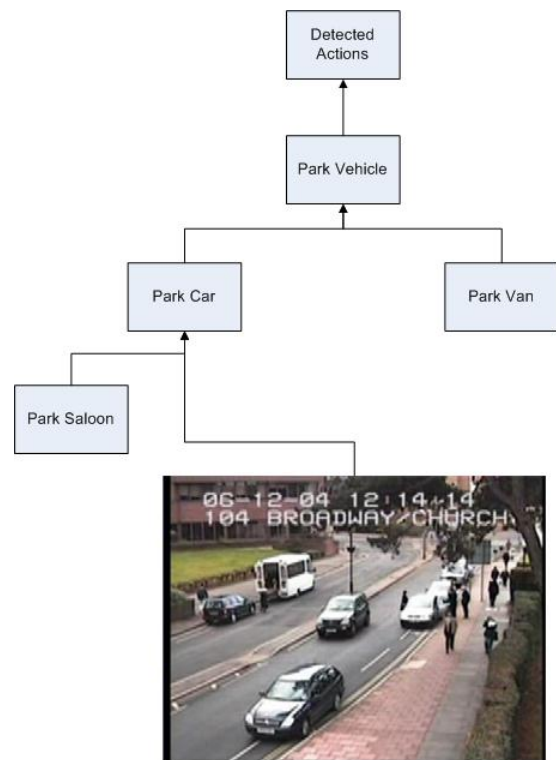 Detected
Actions
Park Vehicle
Park Car
Park Van
Park Saloon
06-12-04 12:14:14
104 BROADWAY/CHURCH